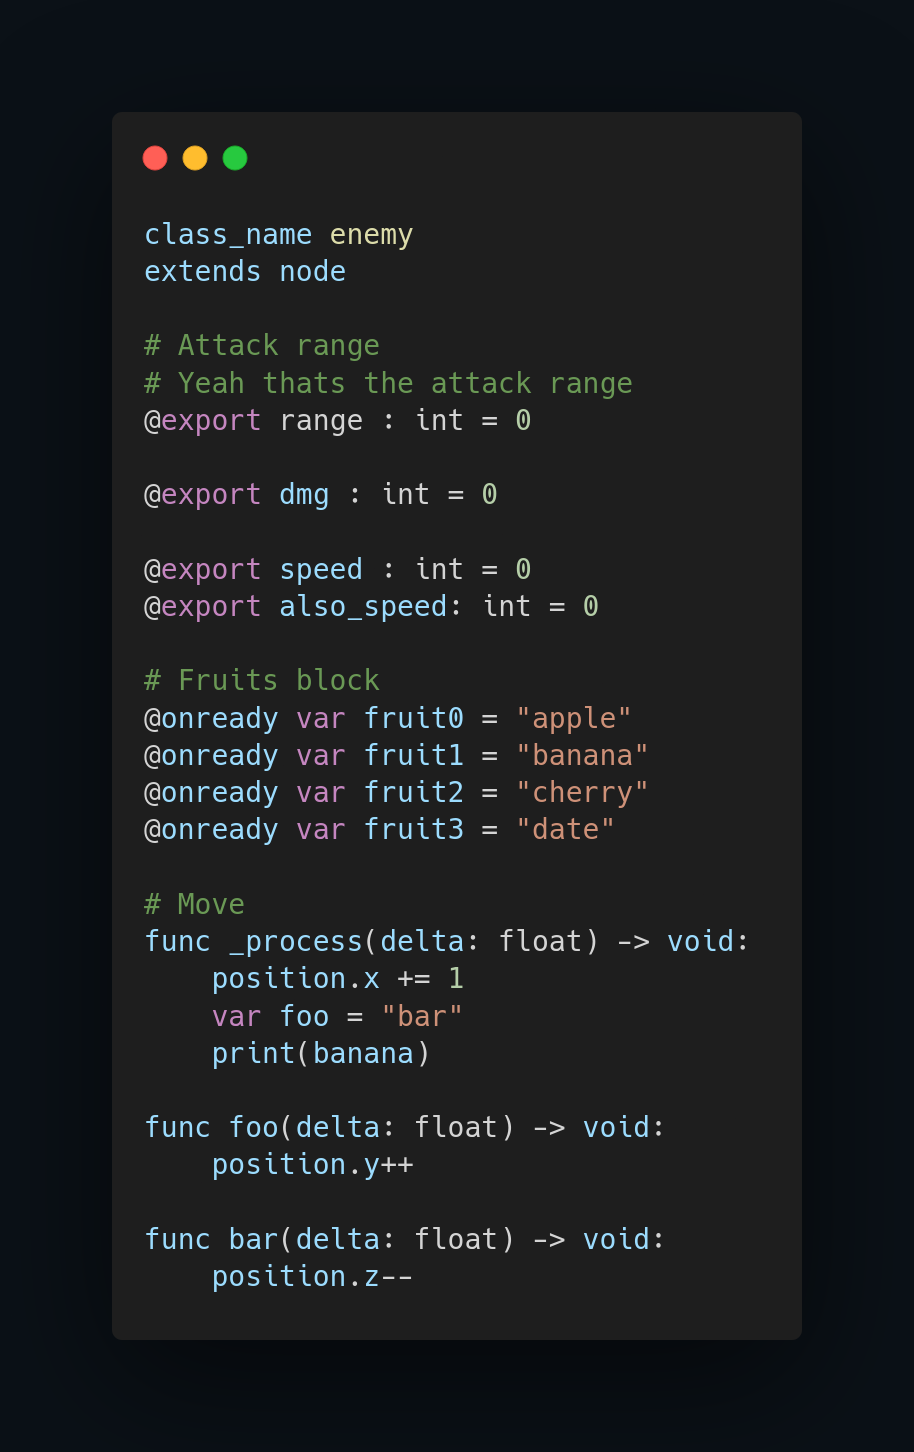 class_name enemy
extends node

# Attack range
# Yeah thats the attack range
@export range : int = 0

@export dmg : int = 0

@export speed : int = 0
@export also_speed: int = 0

# Fruits block
@onready var fruit0 = "apple"
@onready var fruit1 = "banana"
@onready var fruit2 = "cherry"
@onready var fruit3 = "date"

# Move
func _process(delta: float) -> void:
    position.x += 1
    var foo = "bar"
    print(banana)

func foo(delta: float) -> void:
    position.y++

func bar(delta: float) -> void:
    position.z--